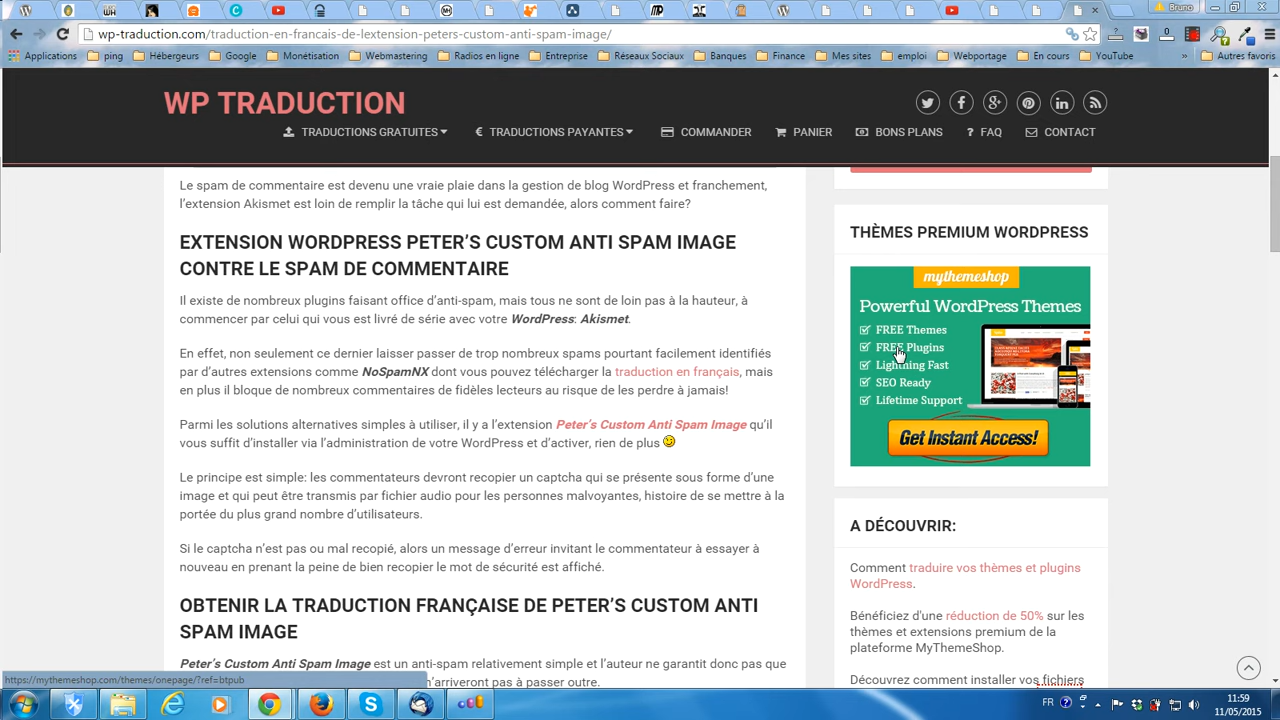 Bruno
wp-traduction.com/traduction-en-francais-de-lextension-peters-custom-anti-spam-image/
Applications ping Hébergeurs Google Monétisation Webmastering Radios en ligne Entreprise Réseaux Sociaux Banques Finance Mes sites emploi Webportage En cours YouTube » Autres favoris
WP TRADUCTION
TRADUCTIONS GRATUITES € TRADUCTIONS PAYANTES COMMANDER PANIER BONS PLANS ? FAQ CONTACT
Le spam de commentaire est devenu une vraie plaie dans la gestion de blog WordPress et franchement,
l’extension Akismet est loin de remplir la tâche qui lui est demandée, alors comment faire?
EXTENSION WORDPRESS PETER’S CUSTOM ANTI SPAM IMAGE
CONTRE LE SPAM DE COMMENTAIRE
Il existe de nombreux plugins faisant office d’anti-spam, mais tous ne sont de loin pas à la hauteur, à
commencer par celui qui vous est livré de série avec votre WordPress: Akismet.
En effet, non seulement ce dernier laisser passer de trop nombreux spams pourtant facilement identifiés
par d’autres extensions comme NoSpamNX dont vous pouvez télécharger la traduction en français, mais
en plus il bloque de nombreux commentaires de fidèles lecteurs au risque de les perdre à jamais!
Parmi les solutions alternatives simples à utiliser, il y a l’extension Peter’s Custom Anti Spam Image qu’il
vous suffit d’installer via l’administration de votre WordPress et d’activer, rien de plus
Le principe est simple: les commentateurs devront recopier un captcha qui se présente sous forme d’une
image et qui peut être transmis par fichier audio pour les personnes malvoyantes, histoire de se mettre à la
portée du plus grand nombre d’utilisateurs.
Si le captcha n’est pas ou mal recopié, alors un message d’erreur invitant le commentateur à essayer à
nouveau en prenant la peine de bien recopier le mot de sécurité est affiché.
OBTENIR LA TRADUCTION FRANÇAISE DE PETER’S CUSTOM ANTI
SPAM IMAGE
Peter’s Custom Anti Spam Image est un anti-spam relativement simple et l’auteur ne garantit donc pas que
n’arriveront pas à passer outre.
THÈMES PREMIUM WORDPRESS
mythemeshop
Powerful WordPress Themes
FREE Themes
FREE Plugins
Lightning Fast
SEO Ready
Lifetime Support
Get Instant Access!
A DÉCOUVRIR:
Comment traduire vos thèmes et plugins
WordPress.
Bénéficiez d'une réduction de 50% sur les
thèmes et extensions premium de la
plateforme MyThemeShop.
Découvrez comment installer vos fichiers
https://mythemeshop.com/themes/onepage/?ref=btpub
FR
11:59
11/05/2015